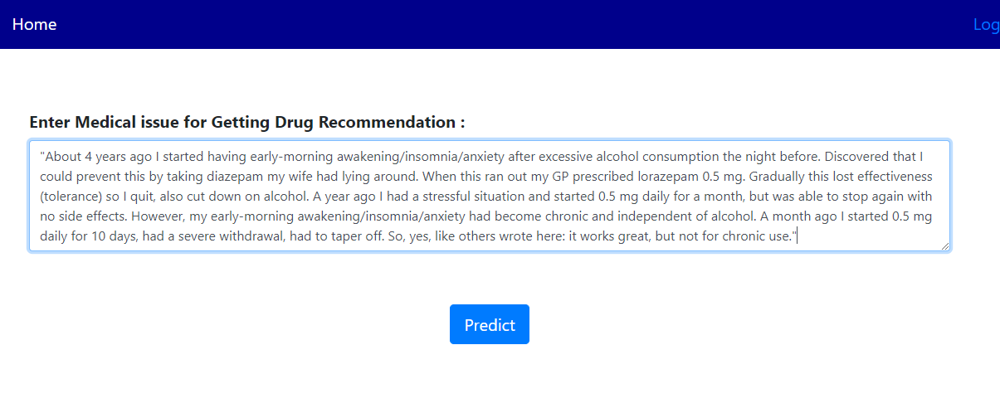 Home
Log
Enter Medical issue for Getting Drug Recommendation :
"About 4 years ago I started having early-morning awakening/insomnia/anxiety after excessive alcohol consumption the night before. Discovered that I
could prevent this by taking diazepam my wife had lying around. When this ran out my GP prescribed lorazepam 0.5 mg. Gradually this lost effectiveness
(tolerance) so I quit, also cut down on alcohol. A year ago I had a stressful situation and started 0.5 mg daily for a month, but was able to stop again with
no side effects. However, my early-morning awakening/insomnia/anxiety had become chronic and independent of alcohol. A month ago I started 0.5 mg
daily for 10 days, had a severe withdrawal, had to taper off. So, yes, like others wrote here: it works great, but not for chronic use."
Predict